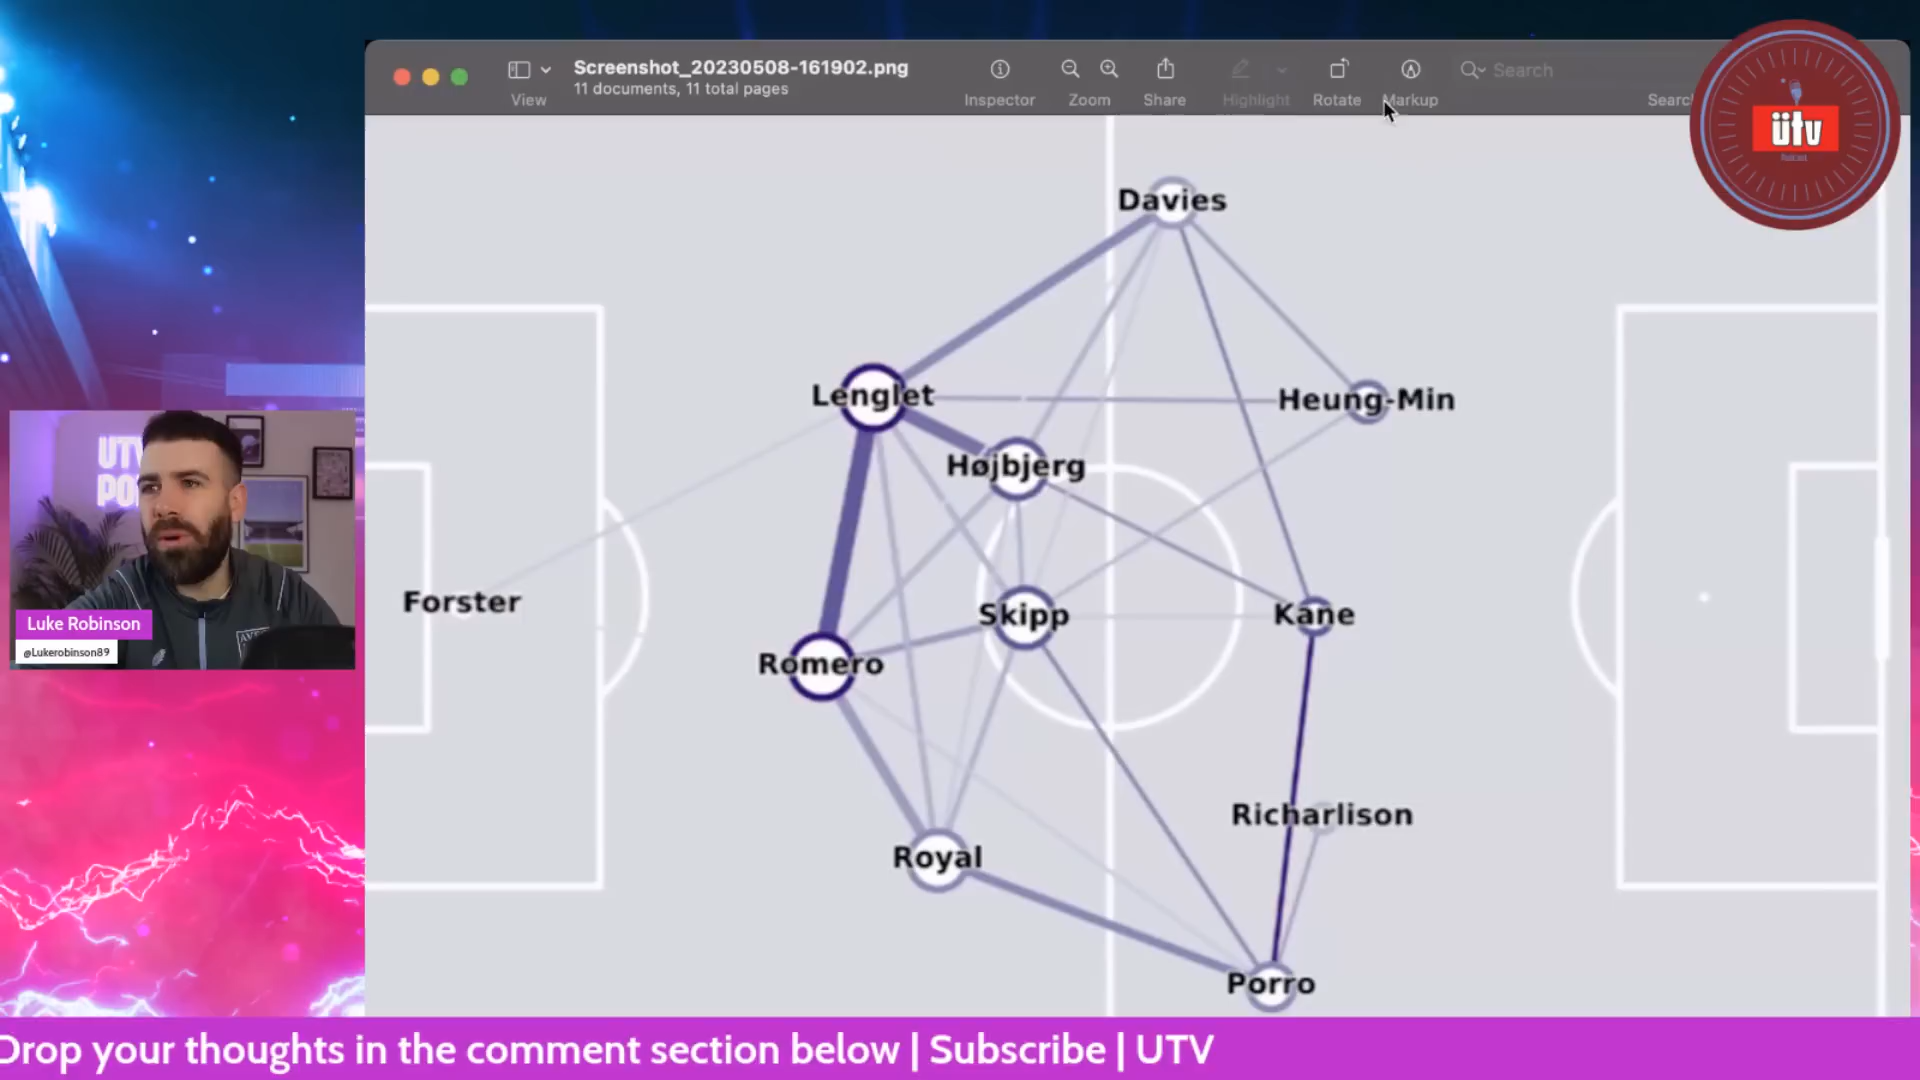 Screenshot_20230508-161902.png
11 documents, 11 total pages
View
Inspector
Zoom
Share
Highlight
Rotate
Markup
Search
Search
ütv
Podcast
Davies
Lenglet
Heung-Min
Højbjerg
Forster
Skipp
Kane
Romero
Richarlison
Royal
Porro
UTV
PO
Luke Robinson
@Lukerobinson89
Drop your thoughts in the comment section below | Subscribe | UTV